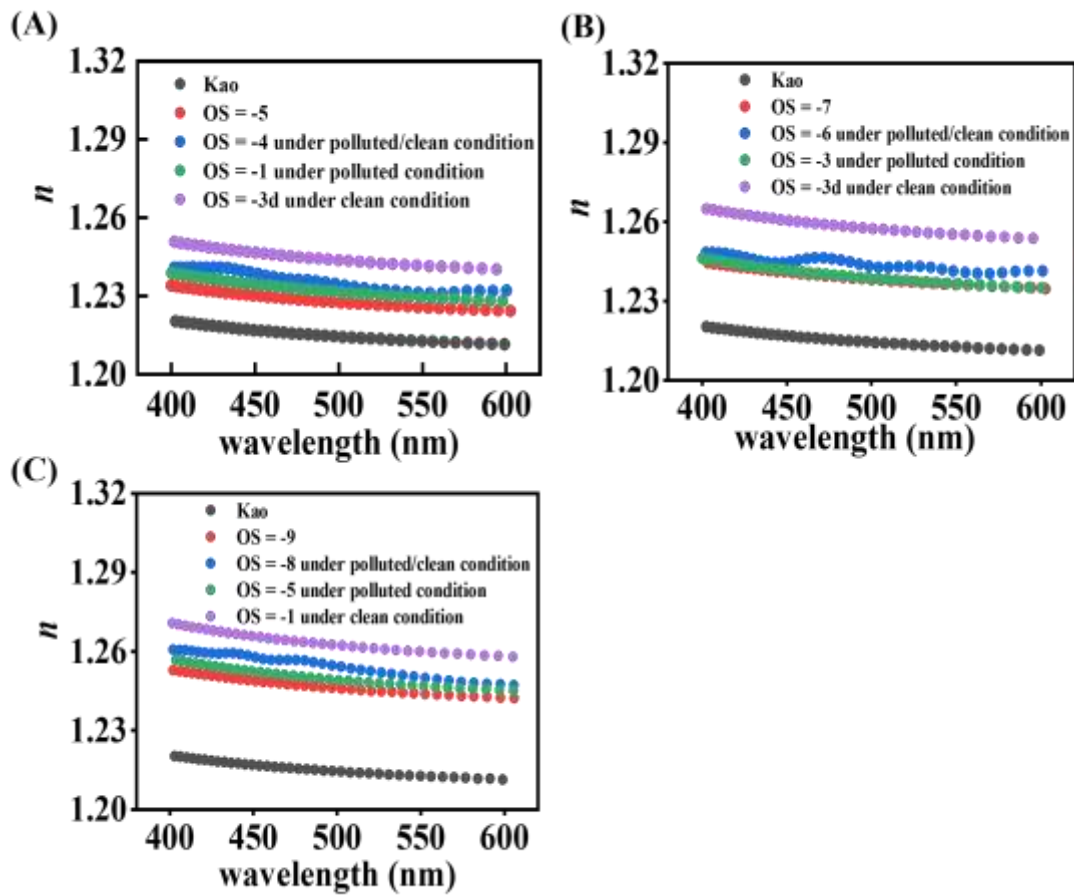 (A)
1.32
1.29
1.26
1.23
1.20
n
Kao
OS = -5
OS = -4 under polluted/clean condition
OS = -1 under polluted condition
OS = -3d under clean condition
400 450 500 550 600
wavelength (nm)
(B)
1.32
1.29
1.26
1.23
1.20
n
Kao
OS = -7
OS = -6 under polluted/clean condition
OS = -3 under polluted condition
OS = -3d under clean condition
400 450 500 550 600
wavelength (nm)
(C)
1.32
1.29
1.26
1.23
1.20
n
Kao
OS = -9
OS = -8 under polluted/clean condition
OS = -5 under polluted condition
OS = -1 under clean condition
400 450 500 550 600
wavelength (nm)